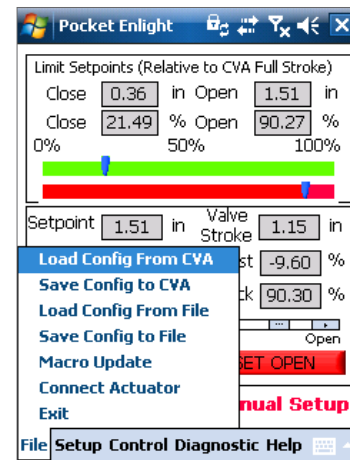 Pocket Enlight
Limit Setpoints (Relative to CVA Full Stroke)
Close 0.36 in Open 1.51 in
Close 21.49 % Open 90.27 %
0% 50% 100%
Setpoint 1.51 in Valve Stroke 1.15 in
Load Config From CVA
st -9.60 %
Save Config to CVA
ck 90.30 %
Load Config From File
Save Config to File
Open
Macro Update
SET OPEN
Connect Actuator
Exit
nual Setup
File Setup Control Diagnostic Help